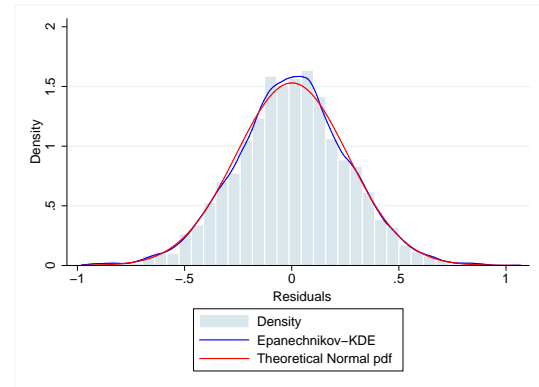 2
1.5
1
.5
0
Density
−1
−.5
0
.5
1
Residuals
Density
Epanechnikov−KDE
Theoretical Normal pdf